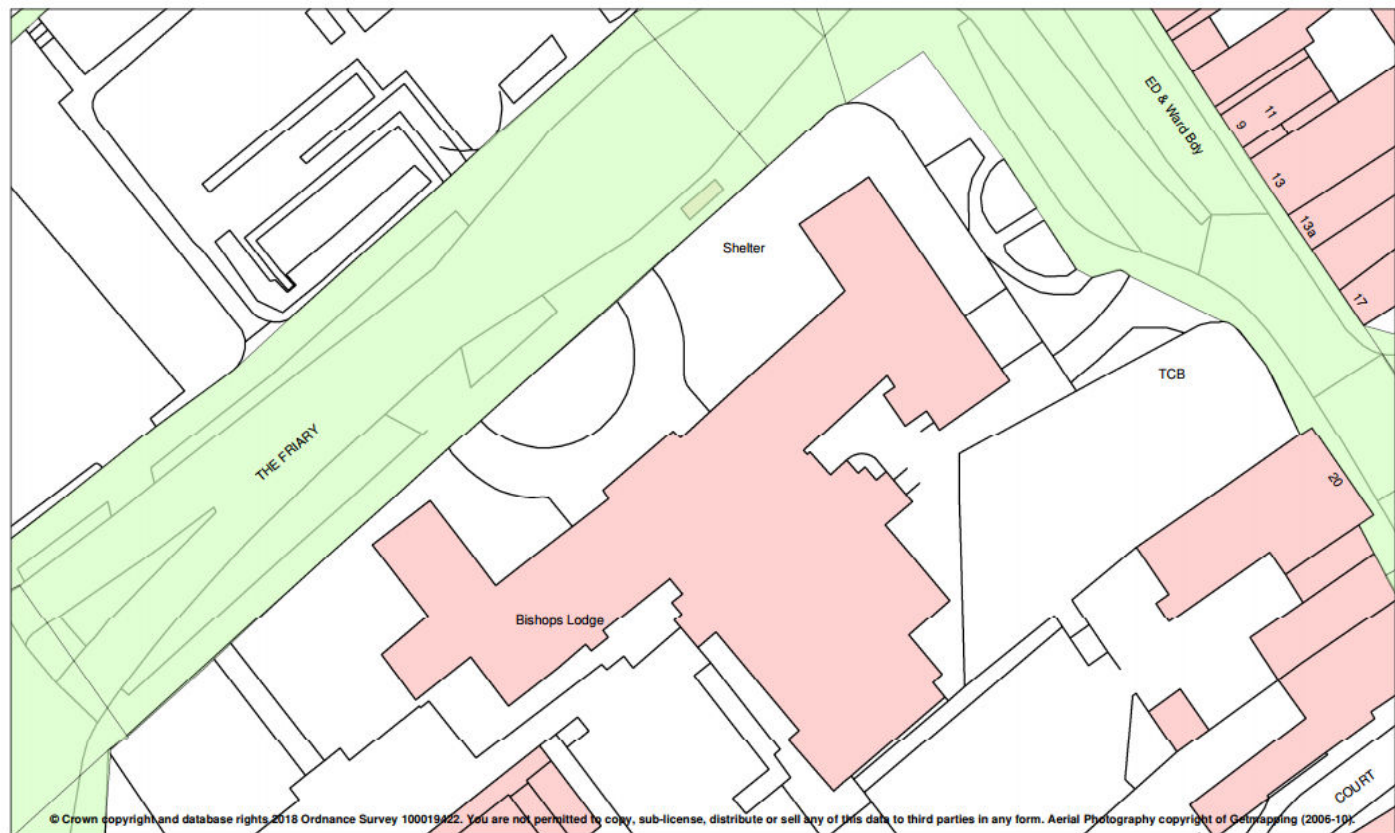 ED & Ward Bdy
11
9
13
13a
17
Shelter
TCB
THE FRIARY
20
Bishops Lodge
COURT
© Crown copyright and database rights 2018 Ordnance Survey 100019422. You are not permitted to copy, sub-license, distribute or sell any of this data to third parties in any form. Aerial Photography copyright of Getmapping (2006-10).